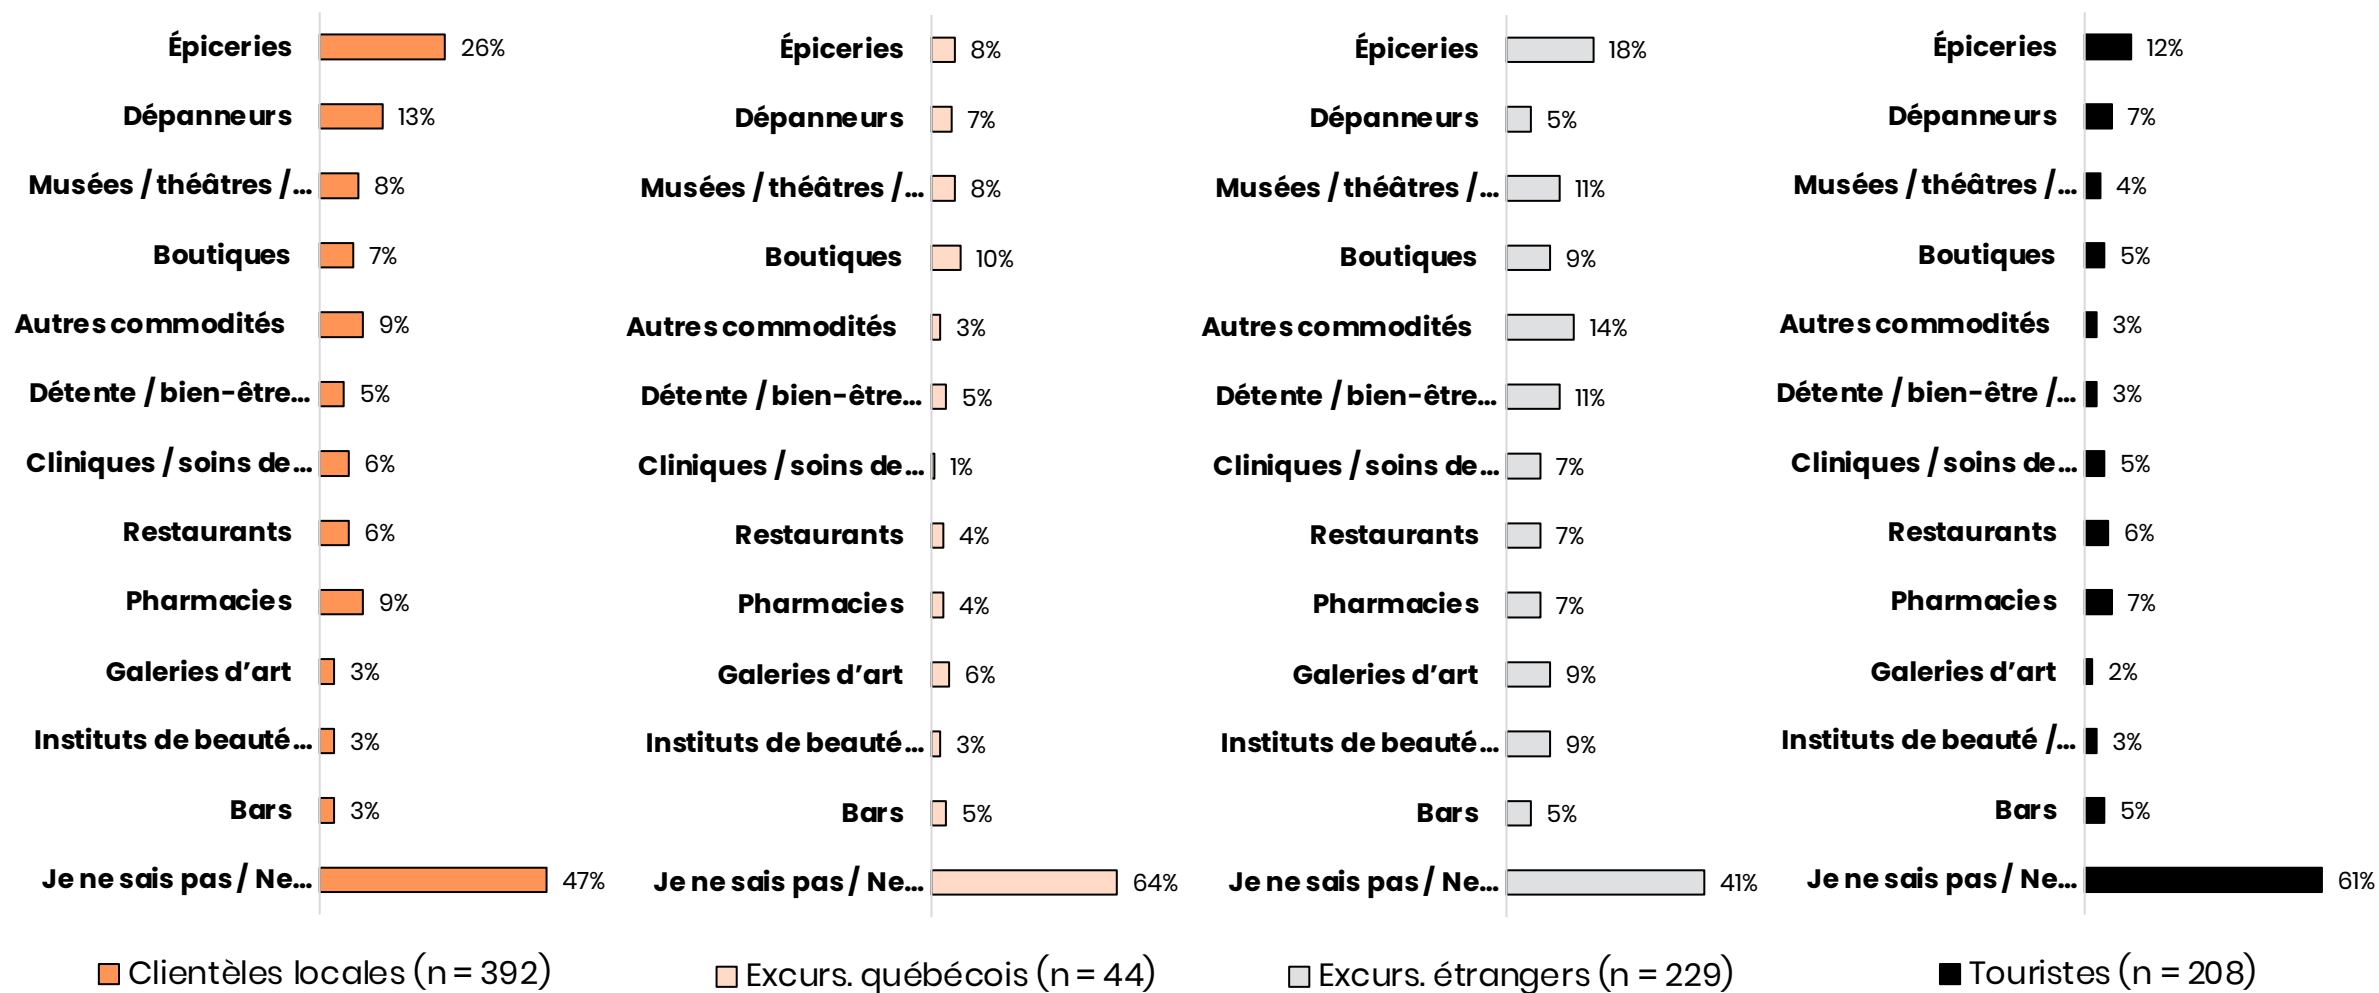 Épiceries 26%
Dépanneurs 13%
Musées / théâtres /... 8%
Boutiques 7%
Autres commodités 9%
Détente / bien-être... 5%
Cliniques / soins de... 6%
Restaurants 6%
Pharmacies 9%
Galeries d’art 3%
Instituts de beauté... 3%
Bars 3%
Je ne sais pas / Ne... 47%
Clientèles locales (n = 392)
Épiceries 8%
Dépanneurs 7%
Musées / théâtres /... 8%
Boutiques 10%
Autres commodités 3%
Détente / bien-être... 5%
Cliniques / soins de... 1%
Restaurants 4%
Pharmacies 4%
Galeries d’art 6%
Instituts de beauté... 3%
Bars 5%
Je ne sais pas / Ne... 64%
Excurs. québécois (n = 44)
Épiceries 18%
Dépanneurs 5%
Musées / théâtres /... 11%
Boutiques 9%
Autres commodités 14%
Détente / bien-être... 11%
Cliniques / soins de... 7%
Restaurants 7%
Pharmacies 7%
Galeries d’art 9%
Instituts de beauté... 9%
Bars 5%
Je ne sais pas / Ne... 41%
Excurs. étrangers (n = 229)
Épiceries 12%
Dépanneurs 7%
Musées / théâtres /... 4%
Boutiques 5%
Autres commodités 3%
Détente / bien-être /... 3%
Cliniques / soins de... 5%
Restaurants 6%
Pharmacies 7%
Galeries d’art 2%
Instituts de beauté /... 3%
Bars 5%
Je ne sais pas / Ne... 61%
Touristes (n = 208)